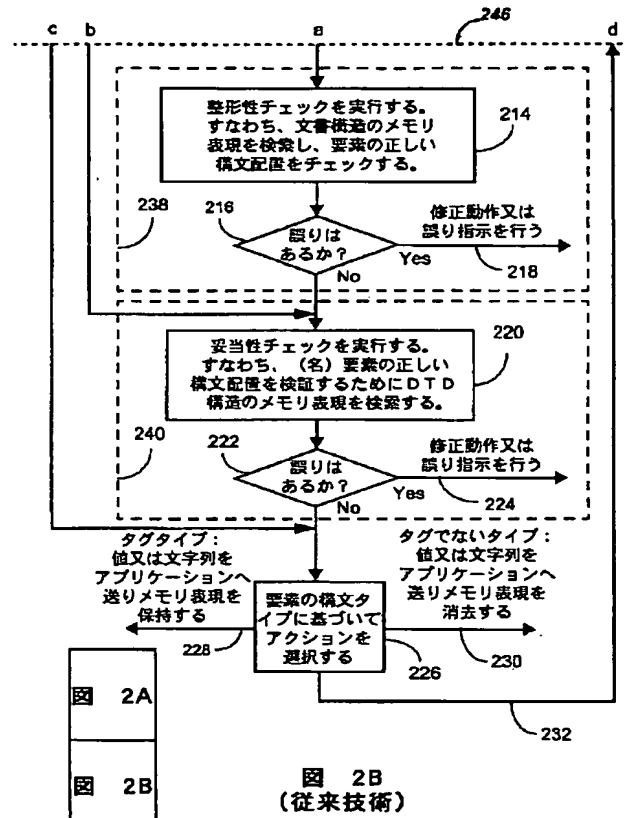 246
c
b
a
d
整形性チェックを実行する。
すなわち、文書構造のメモリ
表現を検索し、要素の正しい
構文配置をチェックする。
214
238
216
誤りは
あるか？
修正動作又は
誤り指示を行う
Yes
218
No
妥当性チェックを実行する。
すなわち、（名）要素の正しい
構文配置を検証するためにＤＴＤ
構造のメモリ表現を検索する。
220
240
222
誤りは
あるか？
修正動作又は
誤り指示を行う
Yes
224
No
タグタイプ：
値又は文字列を
アプリケーションへ
送りメモリ表現を
保持する
228
要素の構文タ
イプに基づいて
アクションを
選択する
226
タグでないタイプ：
値又は文字列を
アプリケーションへ
送りメモリ表現を
消去する
230
232
図 2A
図 2B
図 2B
（従来技術）